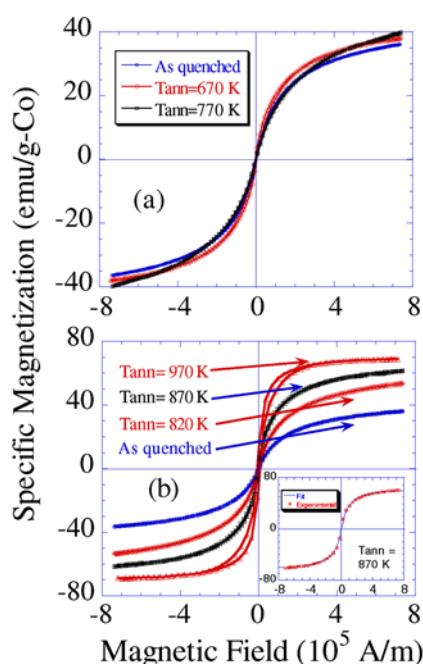 Specific Magnetization (emu/g-Co)
40
20
0
-20
-40
As quenched
Tann=670 K
Tann=770 K
(a)
-8 -4 0 4 8
80
40
0
-40
-80
Tann= 970 K
Tann= 870 K
Tann= 820 K
As quenched
(b)
80
0
-80
Fit
Experimental
Tann =
870 K
-8 -4 0 4 8
-8 -4 0 4 8
Magnetic Field (10⁵ A/m)